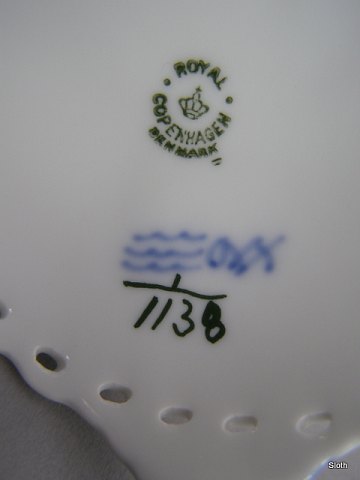 ROYAL
COPENHAGEN
DENMARK
1
1138
Sloth